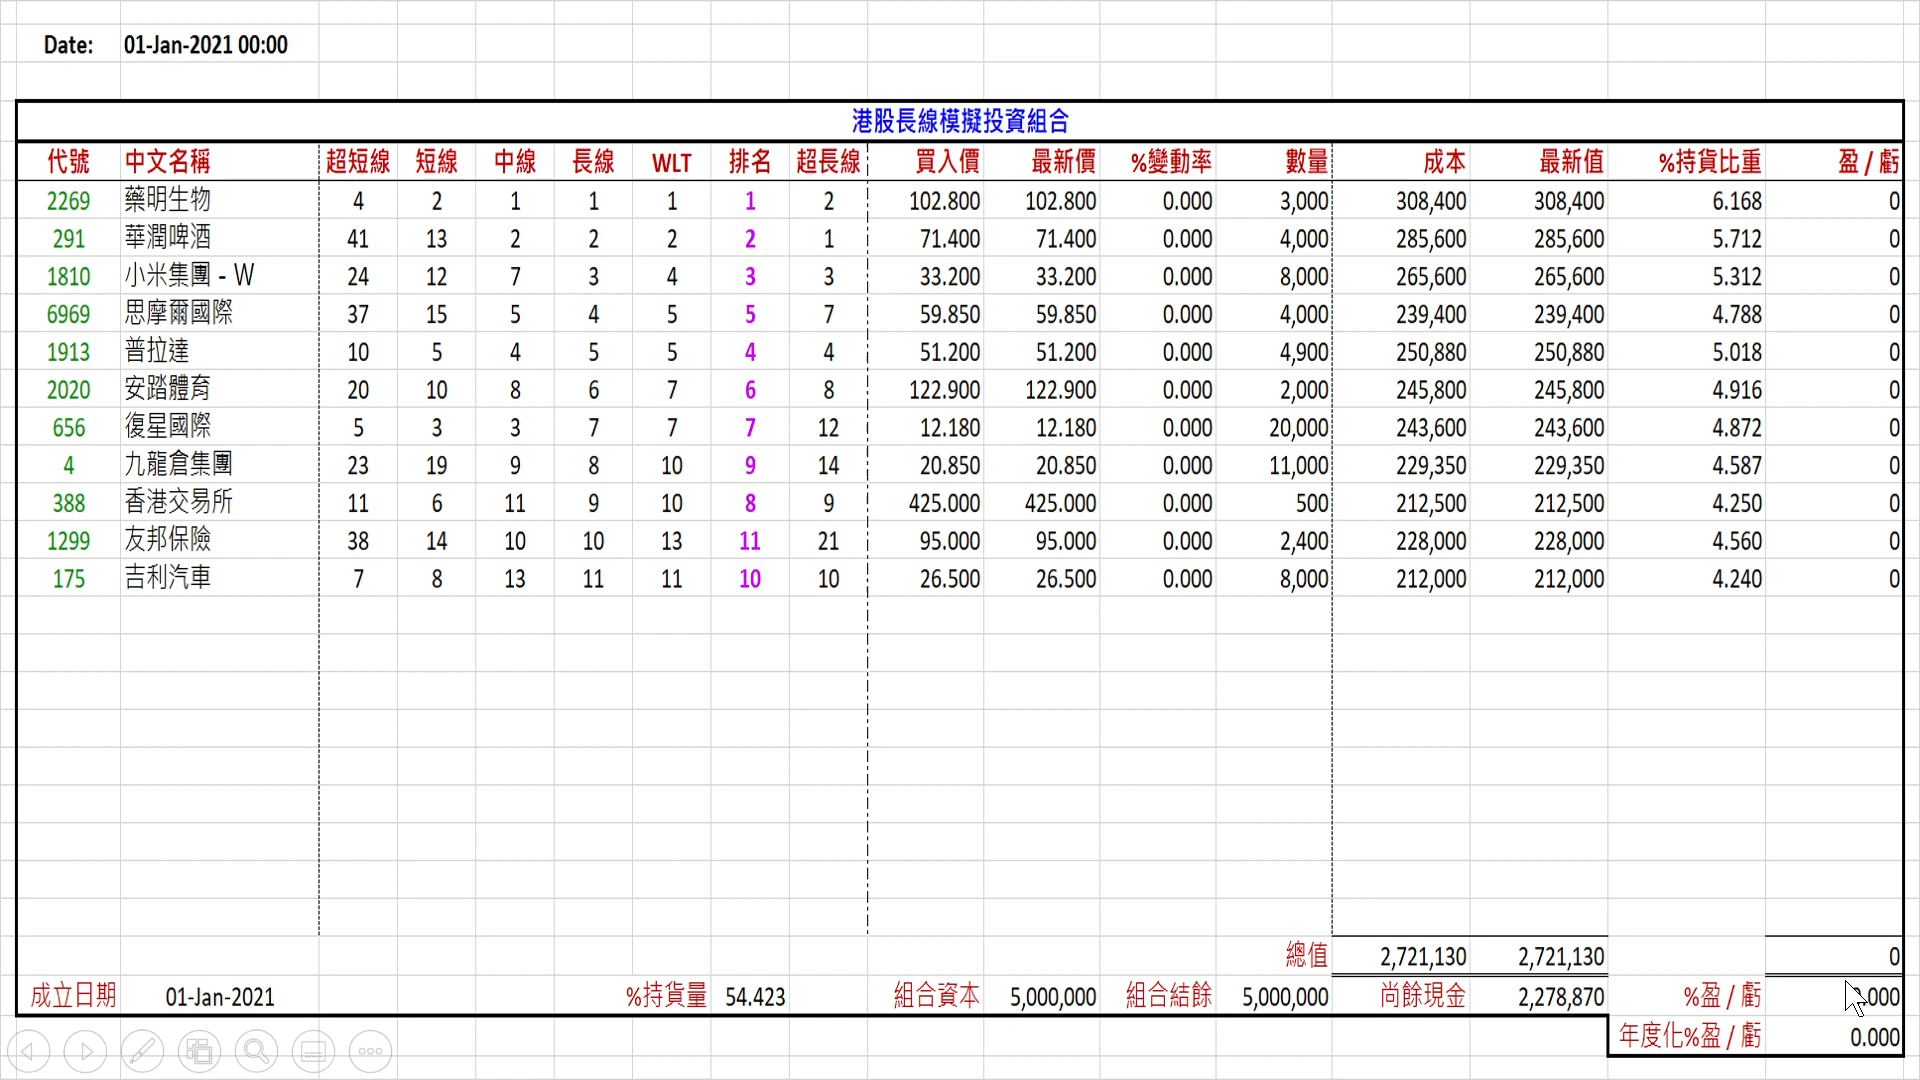 Date: 01-Jan-2021 00:00
港股長線模擬投資組合
代號 中文名稱 超短線 短線 中線 長線 WLT 排名 超長線 買入價 最新價 %變動率 數量 成本 最新值 %持貨比重 盈 / 虧
2269 藥明生物 4 2 1 1 1 1 2 102.800 102.800 0.000 3,000 308,400 308,400 6.168 0
291 華潤啤酒 41 13 2 2 2 2 1 71.400 71.400 0.000 4,000 285,600 285,600 5.712 0
1810 小米集團 - W 24 12 7 3 4 3 3 33.200 33.200 0.000 8,000 265,600 265,600 5.312 0
6969 思摩爾國際 37 15 5 4 5 5 7 59.850 59.850 0.000 4,000 239,400 239,400 4.788 0
1913 普拉達 10 5 4 5 5 4 4 51.200 51.200 0.000 4,900 250,880 250,880 5.018 0
2020 安踏體育 20 10 8 6 7 6 8 122.900 122.900 0.000 2,000 245,800 245,800 4.916 0
656 復星國際 5 3 3 7 7 7 12 12.180 12.180 0.000 20,000 243,600 243,600 4.872 0
4 九龍倉集團 23 19 9 8 10 9 14 20.850 20.850 0.000 11,000 229,350 229,350 4.587 0
388 香港交易所 11 6 11 9 10 8 9 425.000 425.000 0.000 500 212,500 212,500 4.250 0
1299 友邦保險 38 14 10 10 13 11 21 95.000 95.000 0.000 2,400 228,000 228,000 4.560 0
175 吉利汽車 7 8 13 11 11 10 10 26.500 26.500 0.000 8,000 212,000 212,000 4.240 0
總值 2,721,130 2,721,130 0
成立日期 01-Jan-2021 %持貨量 54.423 組合資本 5,000,000 組合結餘 5,000,000 尚餘現金 2,278,870 %盈 / 虧
年度化%盈 / 虧 0.000